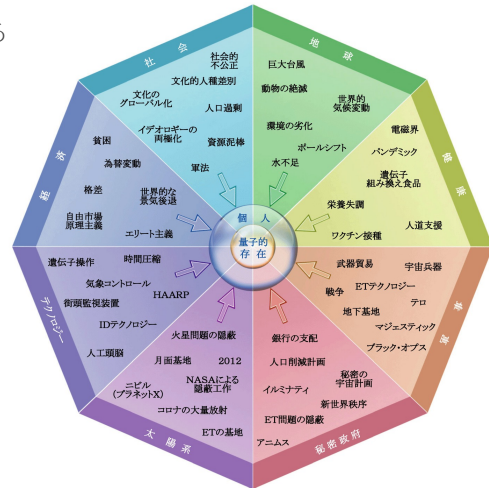 る
社会
社会的
不公正
文化的人種差別
文化の
グローバル化
人口過剰
イデオロギーの
両極化
資源泥棒
軍法
地球
巨大台風
動物の絶滅
世界的
気候変動
環境の劣化
ポールシフト
水不足
健康
電磁界
パンデミック
遺伝子
組み換え食品
栄養失調
人道支援
ワクチン接種
武器貿易
宇宙兵器
ETテクノロジー
戦争
テロ
地下基地
マジェスティック
ブラック・オプス
秘密政府
銀行の支配
人口削減計画
秘密の
宇宙計画
イルミナティ
新世界秩序
ET問題の隠蔽
アニムス
太陽系
火星問題の隠蔽
月面基地
2012
ニビル
(プラネットX)
NASAによる
隠蔽工作
コロナの大量放射
ETの基地
テクノロジー
遺伝子操作
時間圧縮
気象コントロール
HAARP
街頭監視装置
IDテクノロジー
人工頭脳
経済
貧困
為替変動
格差
世界的な
景気後退
自由市場
原理主義
エリート主義
個人
量子的
存在